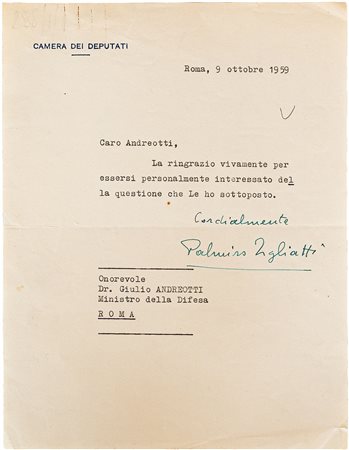 CAMERA DEI DEPUTATI
Roma, 9 ottobre 1959
Caro Andreotti,
La ringrazio vivamente per
essersi personalmente interessato del
la questione che Le ho sottoposto.
Cordialmente
Palmiro Togliatti
Onorevole
Dr. Giulio ANDREOTTI
Ministro della Difesa
ROMA